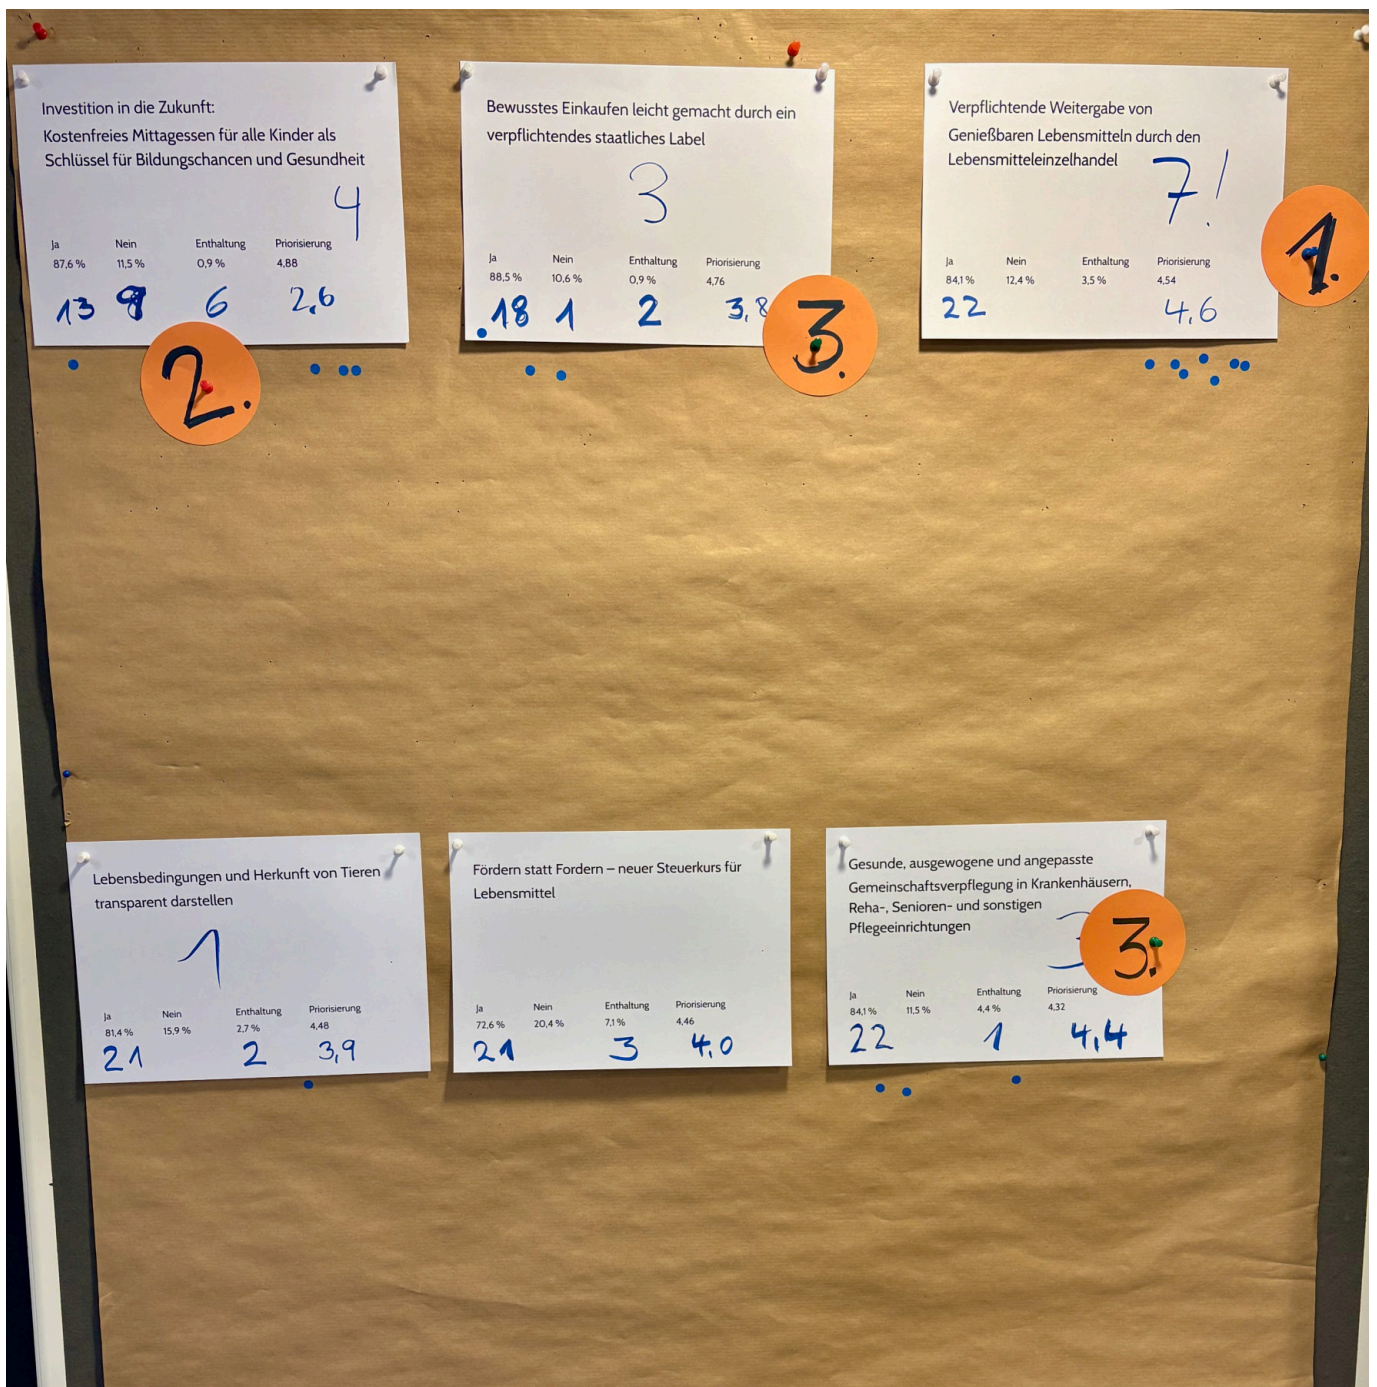 Investition in die Zukunft:
Kostenfreies Mittagessen für alle Kinder als
Schlüssel für Bildungschancen und Gesundheit
4
Ja Nein Enthaltung Priorisierung
87,6 % 11,5 % 0,9 % 4,88
13 6 2,6
2.
Bewusstes Einkaufen leicht gemacht durch ein
verpflichtendes staatliches Label
3
Ja Nein Enthaltung Priorisierung
88,5 % 10,6 % 0,9 % 4,76
18 1 2 3,8
3.
Verpflichtende Weitergabe von
Genießbaren Lebensmitteln durch den
Lebensmitteleinzelhandel
7!
Ja Nein Enthaltung Priorisierung
84,1 % 12,4 % 3,5 % 4,54
22 4,6
1.
Lebensbedingungen und Herkunft von Tieren
transparent darstellen
1
Ja Nein Enthaltung Priorisierung
81,4 % 15,9 % 2,7 % 4,48
21 2 3,9
Fördern statt Fordern – neuer Steuerkurs für
Lebensmittel
Ja Nein Enthaltung Priorisierung
72,6 % 20,4 % 7,1 % 4,46
21 3 4,0
Gesunde, ausgewogene und angepasste
Gemeinschaftsverpflegung in Krankenhäusern,
Reha-, Senioren- und sonstigen
Pflegeeinrichtungen
3.
Ja Nein Enthaltung Priorisierung
84,1 % 11,5 % 4,4 % 4,32
22 1 4,4